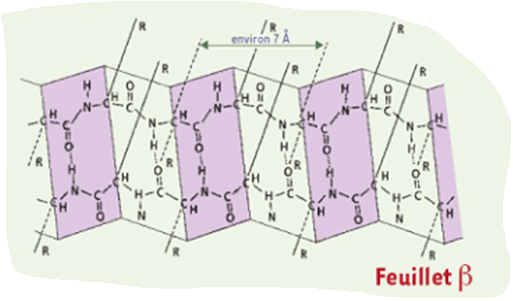 R R R
environ 7 Å
R R R
H O H O H O
N C H C N C H C N C H C
C H C N C H C N C H C N C H
O H O H O H
R R R
H O H O H O
H N C C H C H N C C H C H N C C H C
C H O H N C H O H N C H O H N C H
R R R R
Feuillet β